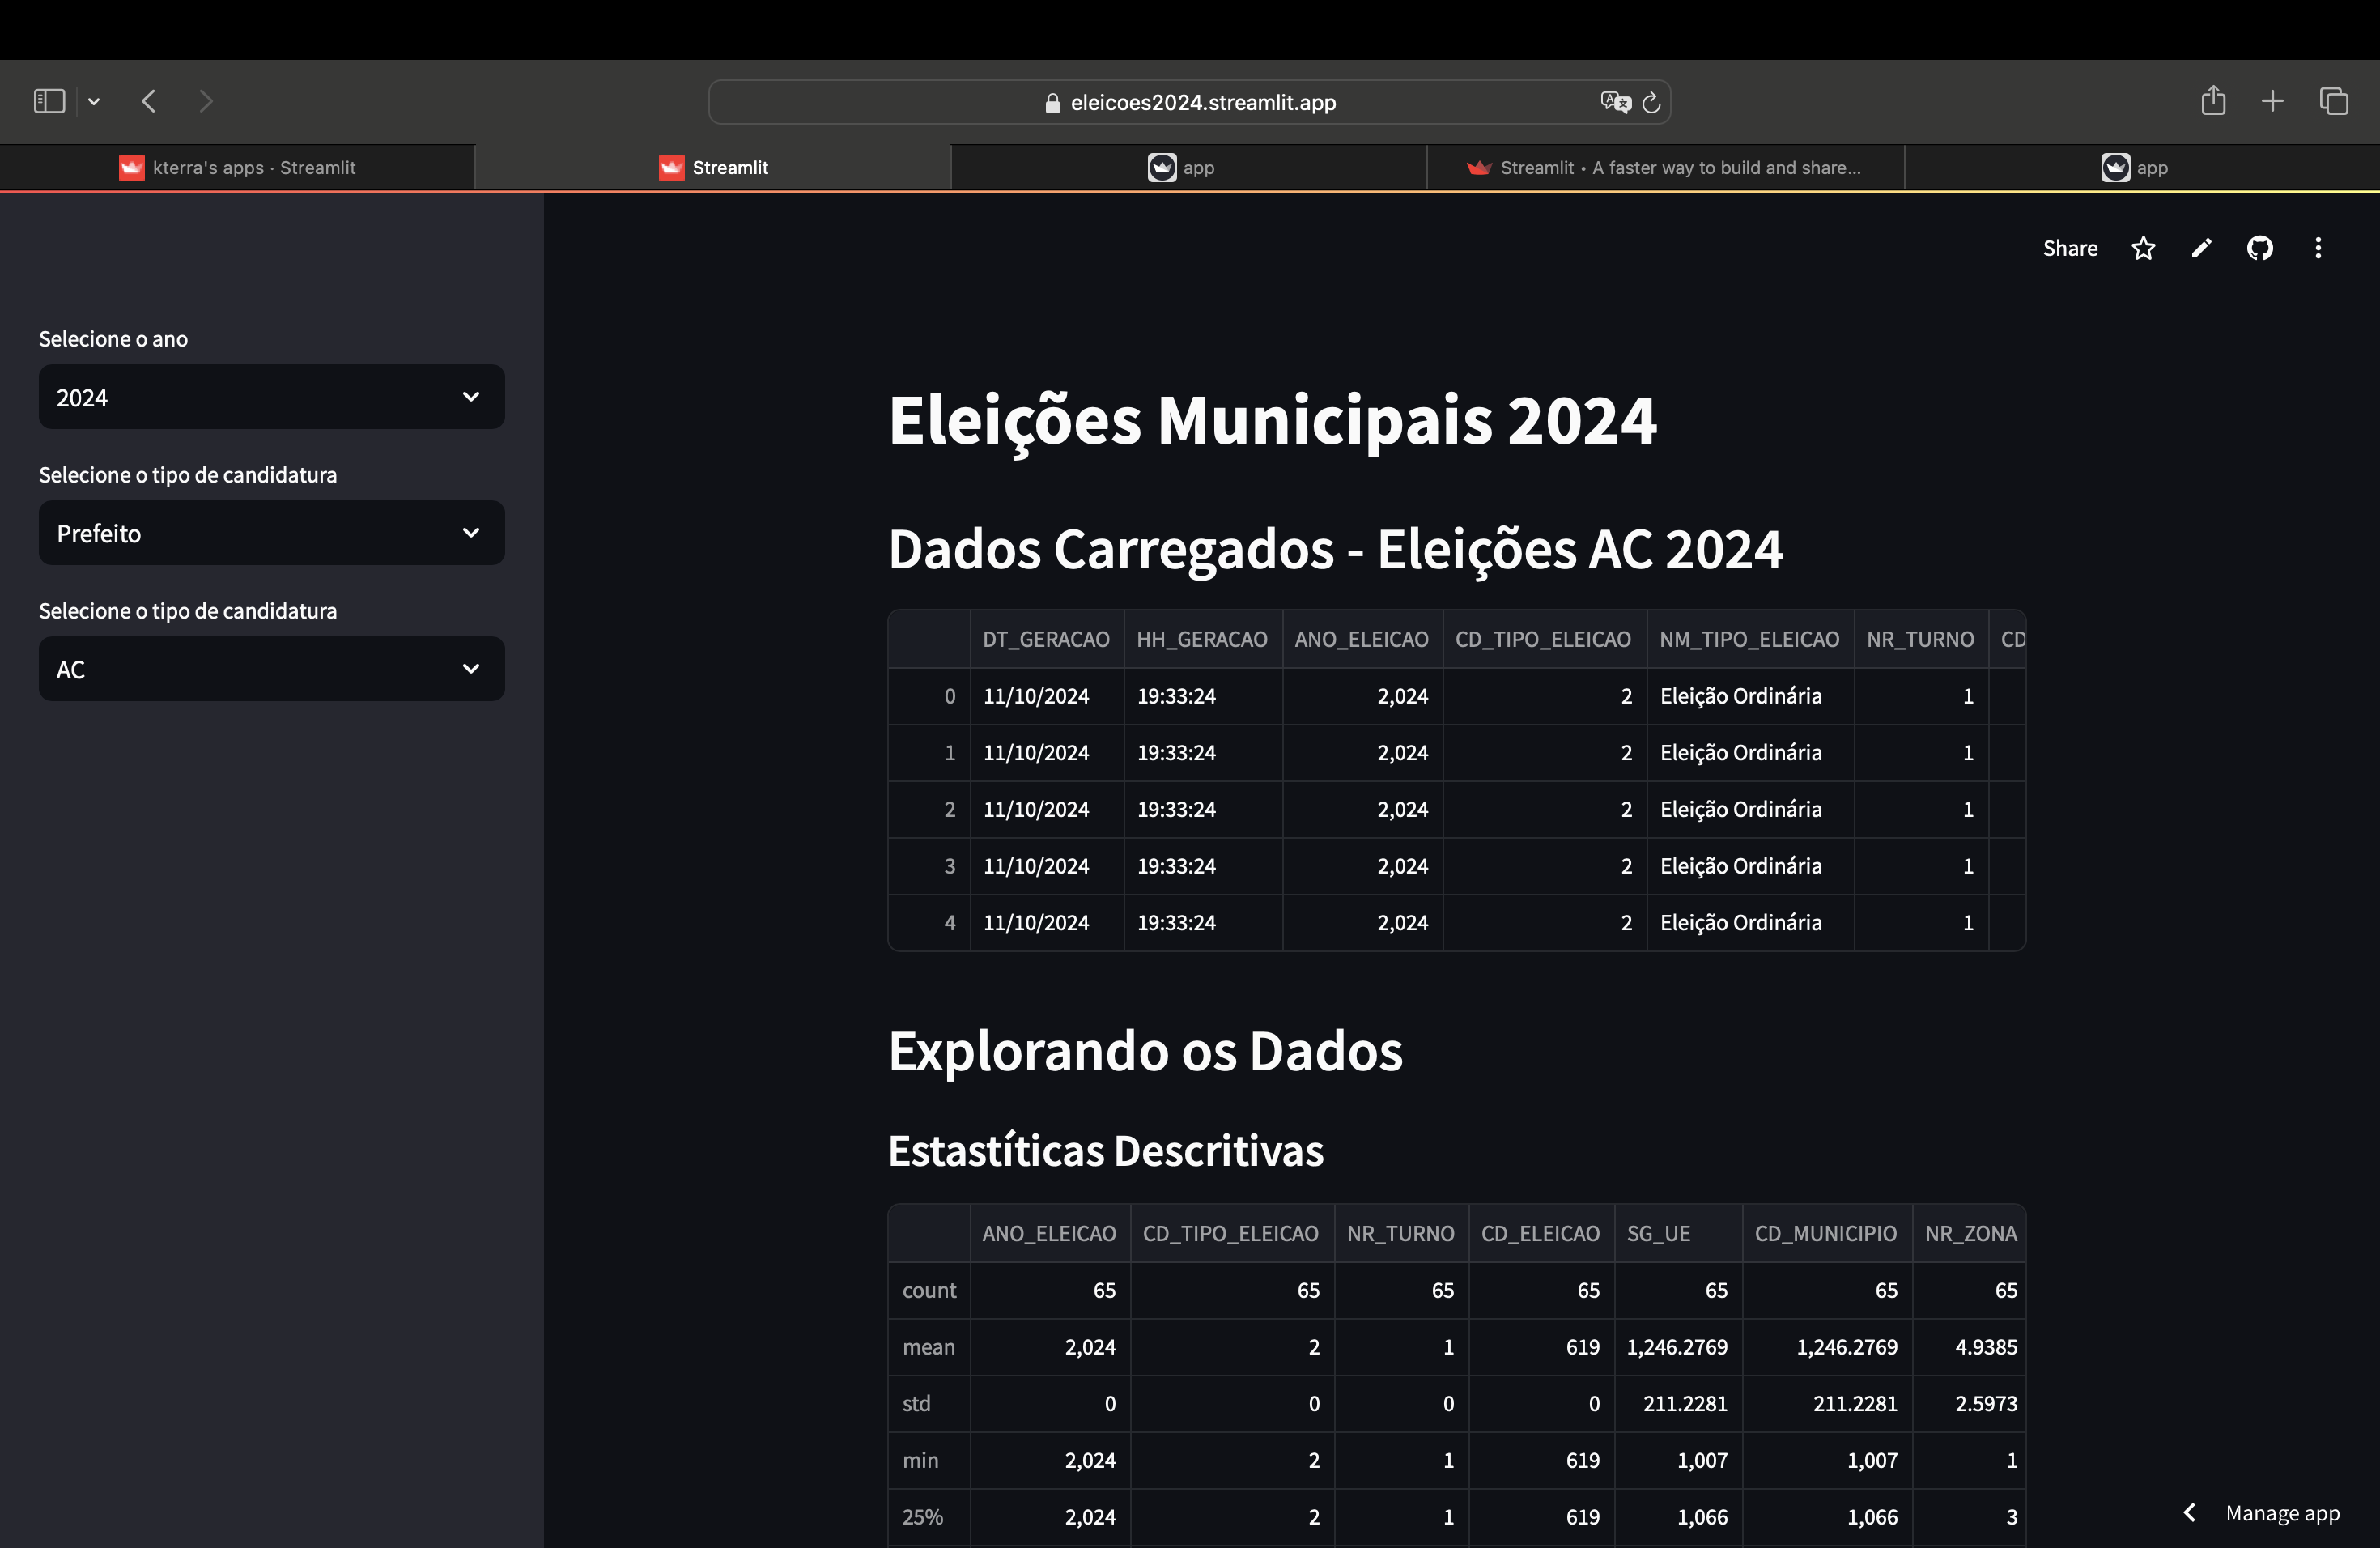 eleicoes2024.streamlit.app
kterra's apps · Streamlit
Streamlit
app
Streamlit • A faster way to build and share...
app
Share
Selecione o ano
2024
Selecione o tipo de candidatura
Prefeito
Selecione o tipo de candidatura
AC
Eleições Municipais 2024
Dados Carregados - Eleições AC 2024
DT_GERACAO HH_GERACAO ANO_ELEICAO CD_TIPO_ELEICAO NM_TIPO_ELEICAO NR_TURNO CD
0 11/10/2024 19:33:24 2,024 2 Eleição Ordinária 1
1 11/10/2024 19:33:24 2,024 2 Eleição Ordinária 1
2 11/10/2024 19:33:24 2,024 2 Eleição Ordinária 1
3 11/10/2024 19:33:24 2,024 2 Eleição Ordinária 1
4 11/10/2024 19:33:24 2,024 2 Eleição Ordinária 1
Explorando os Dados
Estastíticas Descritivas
ANO_ELEICAO CD_TIPO_ELEICAO NR_TURNO CD_ELEICAO SG_UE CD_MUNICIPIO NR_ZONA
count 65 65 65 65 65 65 65
mean 2,024 2 1 619 1,246.2769 1,246.2769 4.9385
std 0 0 0 0 211.2281 211.2281 2.5973
min 2,024 2 1 619 1,007 1,007 1
25% 2,024 2 1 619 1,066 1,066 3
Manage app